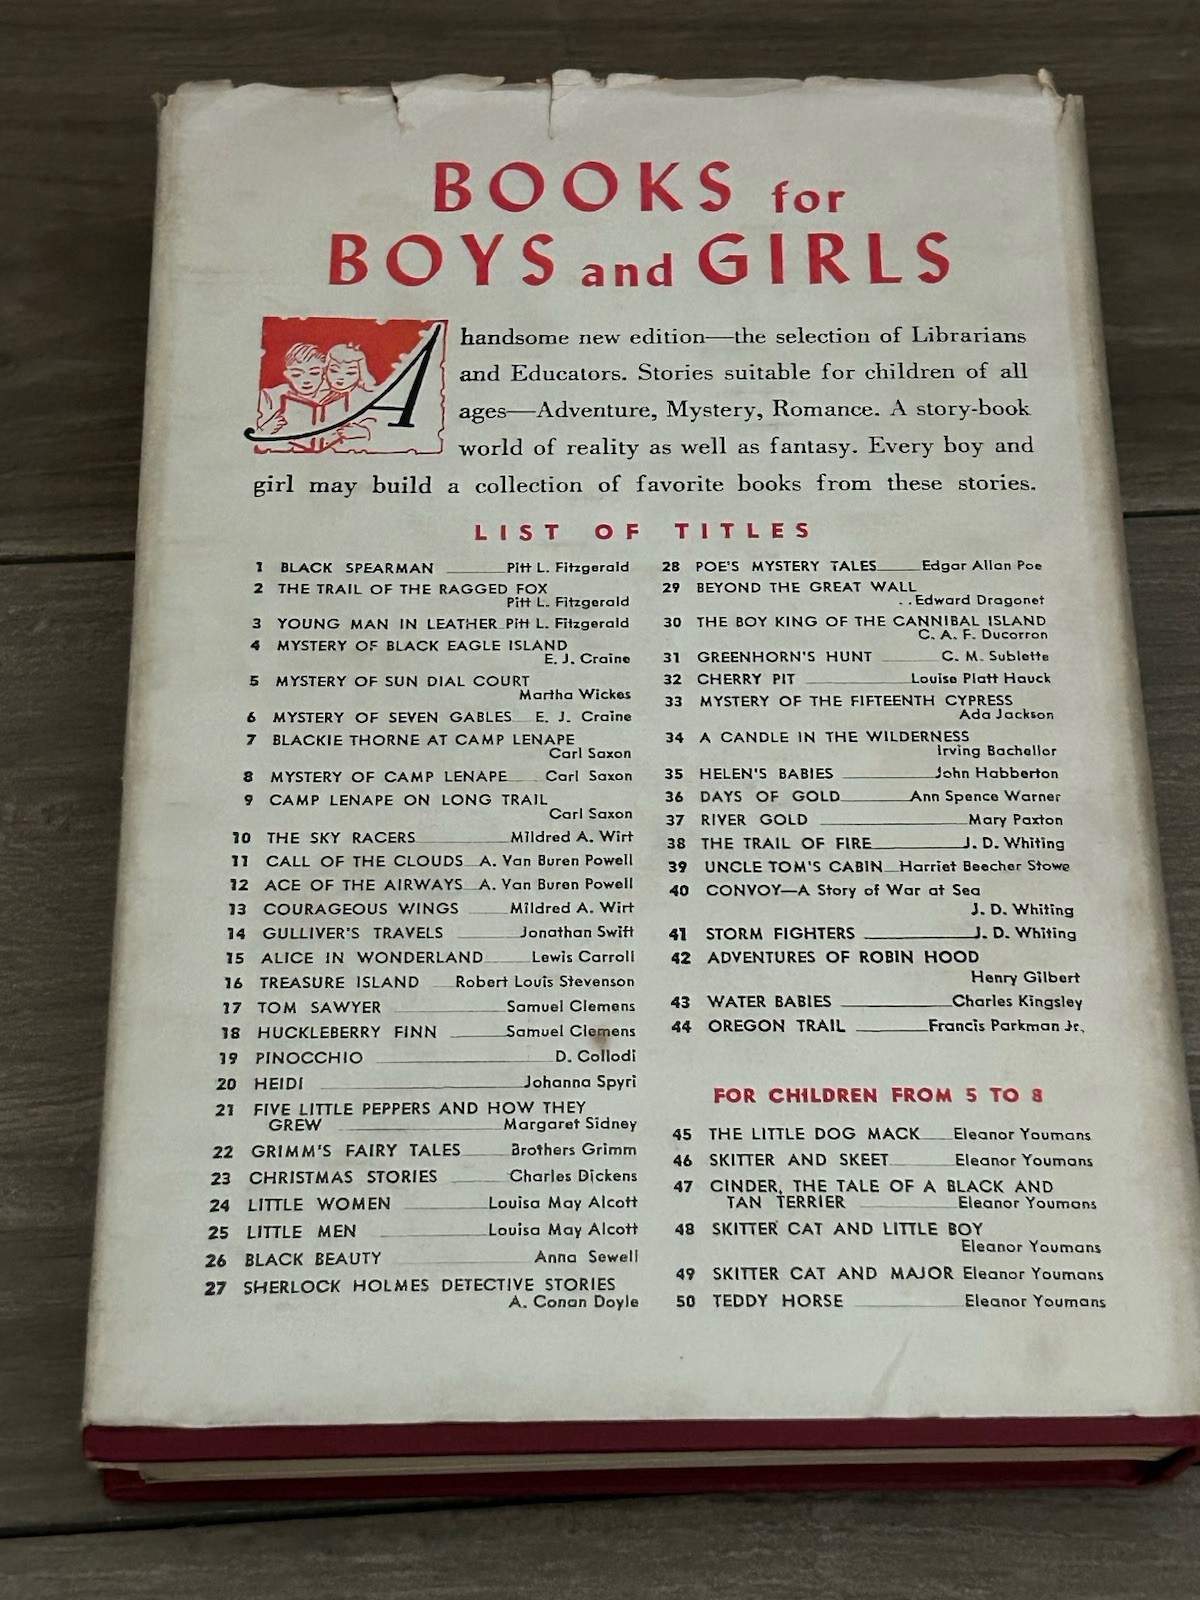 BOOKS for
BOYS and GIRLS
A handsome new edition—the selection of Librarians
and Educators. Stories suitable for children of all
ages—Adventure, Mystery, Romance. A story-book
world of reality as well as fantasy. Every boy and
girl may build a collection of favorite books from these stories.
LIST OF TITLES
1 BLACK SPEARMAN Pitt L. Fitzgerald
2 THE TRAIL OF THE RAGGED FOX
Pitt L. Fitzgerald
3 YOUNG MAN IN LEATHER Pitt L. Fitzgerald
4 MYSTERY OF BLACK EAGLE ISLAND
E. J. Craine
5 MYSTERY OF SUN DIAL COURT
Martha Wickes
6 MYSTERY OF SEVEN GABLES E. J. Craine
7 BLACKIE THORNE AT CAMP LENAPE
Carl Saxon
8 MYSTERY OF CAMP LENAPE Carl Saxon
9 CAMP LENAPE ON LONG TRAIL
Carl Saxon
10 THE SKY RACERS Mildred A. Wirt
11 CALL OF THE CLOUDS A. Van Buren Powell
12 ACE OF THE AIRWAYS A. Van Buren Powell
13 COURAGEOUS WINGS Mildred A. Wirt
14 GULLIVER'S TRAVELS Jonathan Swift
15 ALICE IN WONDERLAND Lewis Carroll
16 TREASURE ISLAND Robert Louis Stevenson
17 TOM SAWYER Samuel Clemens
18 HUCKLEBERRY FINN Samuel Clemens
19 PINOCCHIO D. Collodi
20 HEIDI Johanna Spyri
21 FIVE LITTLE PEPPERS AND HOW THEY
GREW Margaret Sidney
22 GRIMM'S FAIRY TALES Brothers Grimm
23 CHRISTMAS STORIES Charles Dickens
24 LITTLE WOMEN Louisa May Alcott
25 LITTLE MEN Louisa May Alcott
26 BLACK BEAUTY Anna Sewell
27 SHERLOCK HOLMES DETECTIVE STORIES
A. Conan Doyle
28 POE'S MYSTERY TALES Edgar Allan Poe
29 BEYOND THE GREAT WALL
Edward Dragonet
30 THE BOY KING OF THE CANNIBAL ISLAND
C. A. F. Ducorron
31 GREENHORN'S HUNT C. M. Sublette
32 CHERRY PIT Louise Platt Hauck
33 MYSTERY OF THE FIFTEENTH CYPRESS
Ada Jackson
34 A CANDLE IN THE WILDERNESS
Irving Bachellor
35 HELEN'S BABIES John Habberton
36 DAYS OF GOLD Ann Spence Warner
37 RIVER GOLD Mary Paxton
38 THE TRAIL OF FIRE J. D. Whiting
39 UNCLE TOM'S CABIN Harriet Beecher Stowe
40 CONVOY—A Story of War at Sea
J. D. Whiting
41 STORM FIGHTERS J. D. Whiting
42 ADVENTURES OF ROBIN HOOD
Henry Gilbert
43 WATER BABIES Charles Kingsley
44 OREGON TRAIL Francis Parkman Jr.
FOR CHILDREN FROM 5 TO 8
45 THE LITTLE DOG MACK Eleanor Youmans
46 SKITTER AND SKEET Eleanor Youmans
47 CINDER, THE TALE OF A BLACK AND
TAN TERRIER Eleanor Youmans
48 SKITTER CAT AND LITTLE BOY
Eleanor Youmans
49 SKITTER CAT AND MAJOR Eleanor Youmans
50 TEDDY HORSE Eleanor Youmans